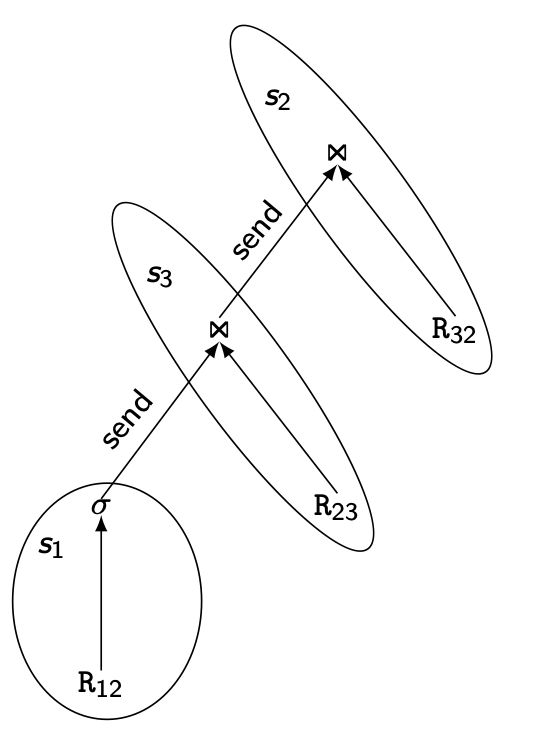 s₂
⋈
send
R₃₂
s₃
⋈
send
R₂₃
σ
s₁
R₁₂